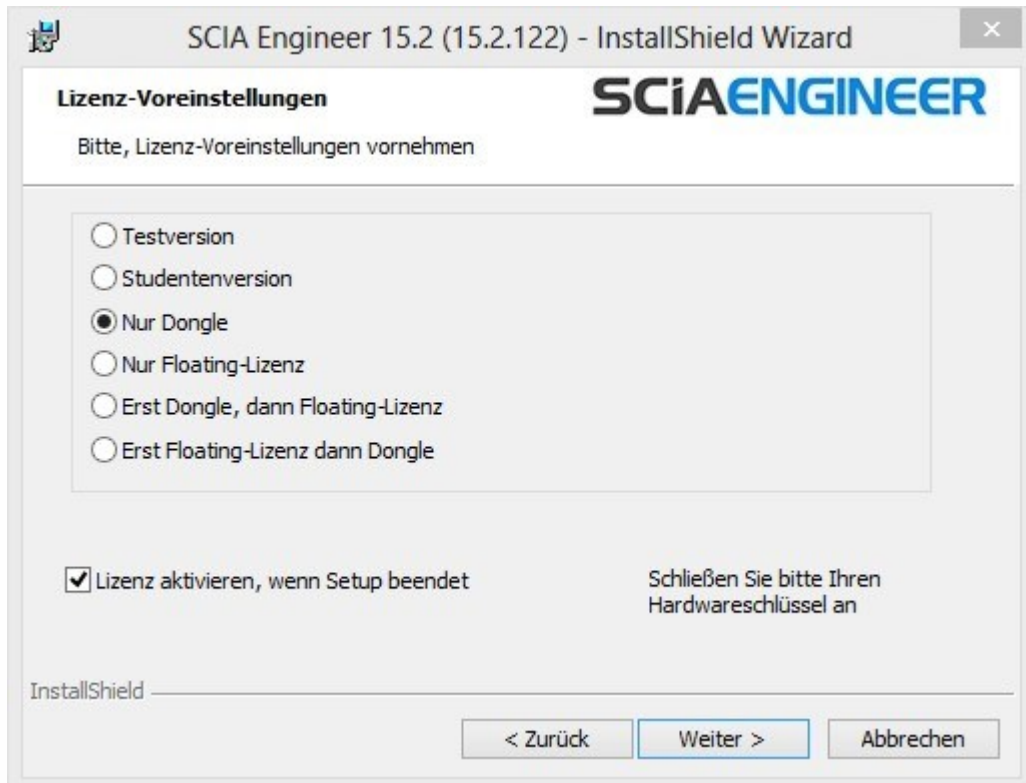 SCIA Engineer 15.2 (15.2.122) - InstallShield Wizard
Lizenz-Voreinstellungen
SCiAENGINEER
Bitte, Lizenz-Voreinstellungen vornehmen
Testversion
Studentenversion
Nur Dongle
Nur Floating-Lizenz
Erst Dongle, dann Floating-Lizenz
Erst Floating-Lizenz dann Dongle
Lizenz aktivieren, wenn Setup beendet
Schließen Sie bitte Ihren
Hardwareschlüssel an
InstallShield
< Zurück
Weiter >
Abbrechen